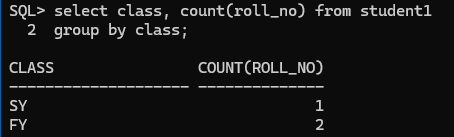 SQL> select class, count(roll_no) from student1
  2  group by class;
CLASS                COUNT(ROLL_NO)
-------------------- --------------
SY                                1
FY                                2